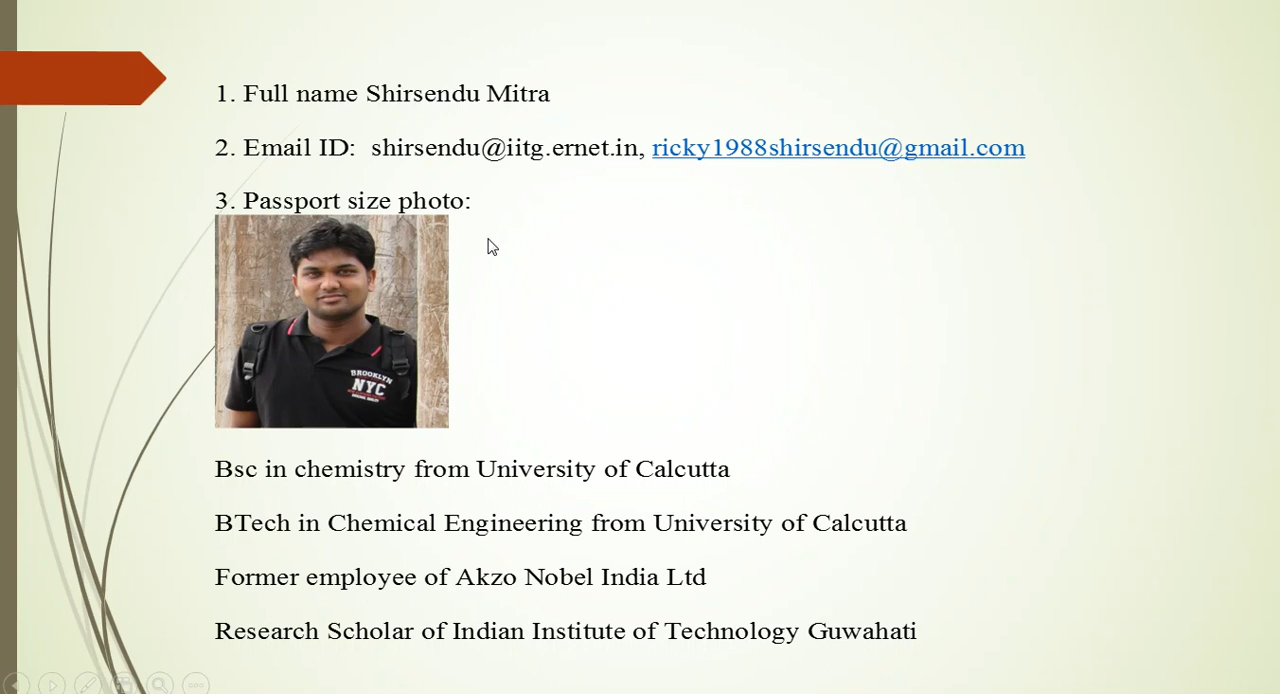 1. Full name Shirsendu Mitra
2. Email ID: shirsendu@iitg.ernet.in, ricky1988shirsendu@gmail.com
3. Passport size photo:
BROOKLYN
NYC
Bsc in chemistry from University of Calcutta
BTech in Chemical Engineering from University of Calcutta
Former employee of Akzo Nobel India Ltd
Research Scholar of Indian Institute of Technology Guwahati